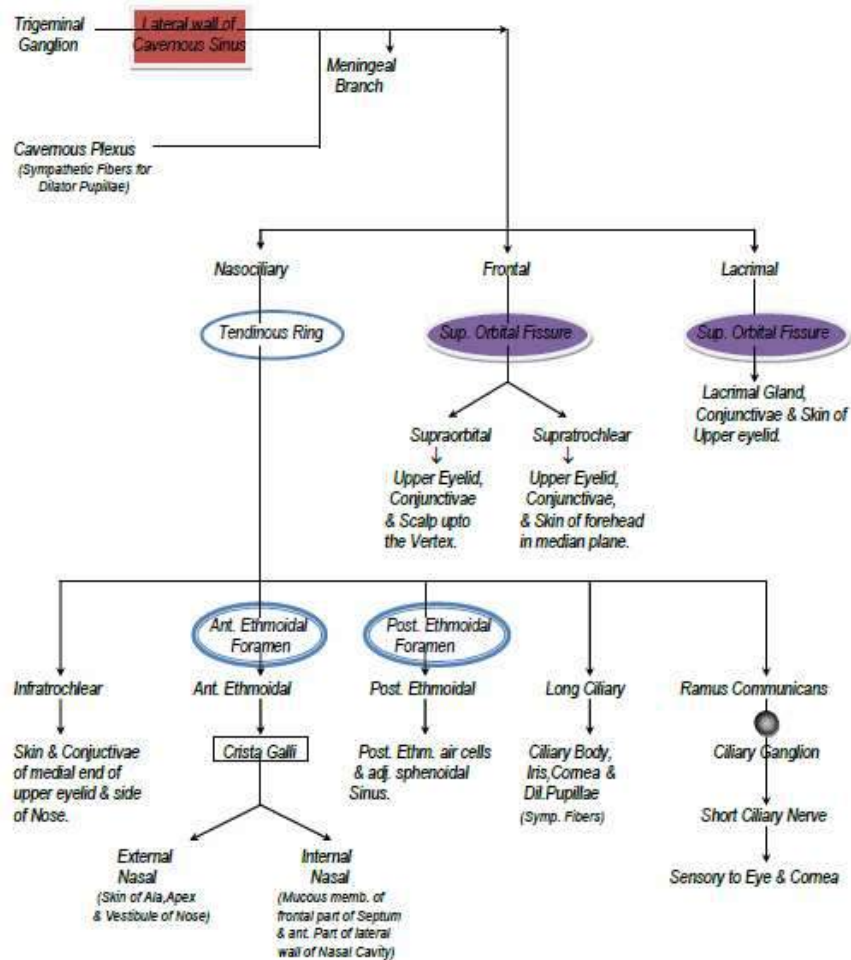 Trigeminal
Ganglion
Lateral wall of
Cavernous Sinus
Meningeal
Branch
Cavernous Plexus
(Sympathetic Fibers for
Dilator Pupillae)
Nasociliary
Frontal
Lacrimal
Tendinous Ring
Sup. Orbital Fissure
Sup. Orbital Fissure
Lacrimal Gland,
Conjunctivae & Skin of
Upper eyelid.
Supraorbital
Supratrochlear
Upper Eyelid,
Conjunctivae
& Scalp upto
the Vertex.
Upper Eyelid,
Conjunctivae,
& Skin of forehead
in median plane.
Ant. Ethmoidal
Foramen
Post. Ethmoidal
Foramen
Infratrochlear
Ant. Ethmoidal
Post. Ethmoidal
Long Ciliary
Ramus Communicans
Skin & Conjuctivae
of medial end of
upper eyelid & side
of Nose.
Crista Galli
Post. Ethm. air cells
& adj. sphenoidal
Sinus.
Ciliary Body,
Iris,Cornea &
Dil.Pupillae
(Symp. Fibers)
Ciliary Ganglion
Short Ciliary Nerve
Sensory to Eye & Cornea
External
Nasal
(Skin of Ala,Apex
& Vestibule of Nose)
Internal
Nasal
(Mucous memb. of
frontal part of Septum
& ant. Part of lateral
wall of Nasal Cavity)